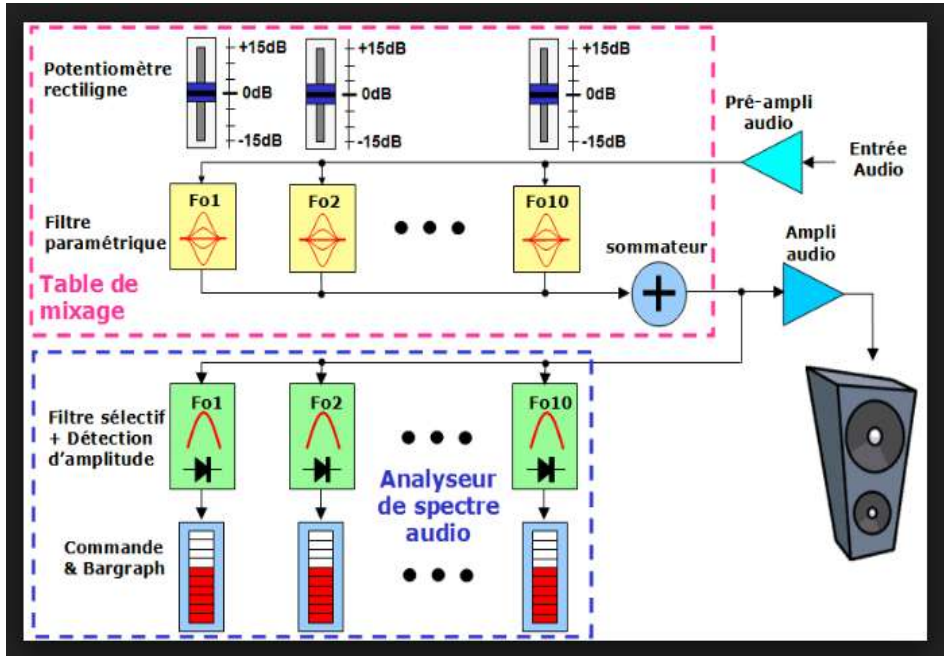 Potentiomètre
rectiligne
+15dB
0dB
-15dB
+15dB
0dB
-15dB
+15dB
0dB
-15dB
Pré-ampli
audio
Entrée
Audio
Filtre
paramétrique
Fo1
Fo2
Fo10
sommateur
Ampli
audio
Table de
mixage
Filtre sélectif
+ Détection
d'amplitude
Fo1
Fo2
Fo10
Analyseur
de spectre
audio
Commande
& Bargraph